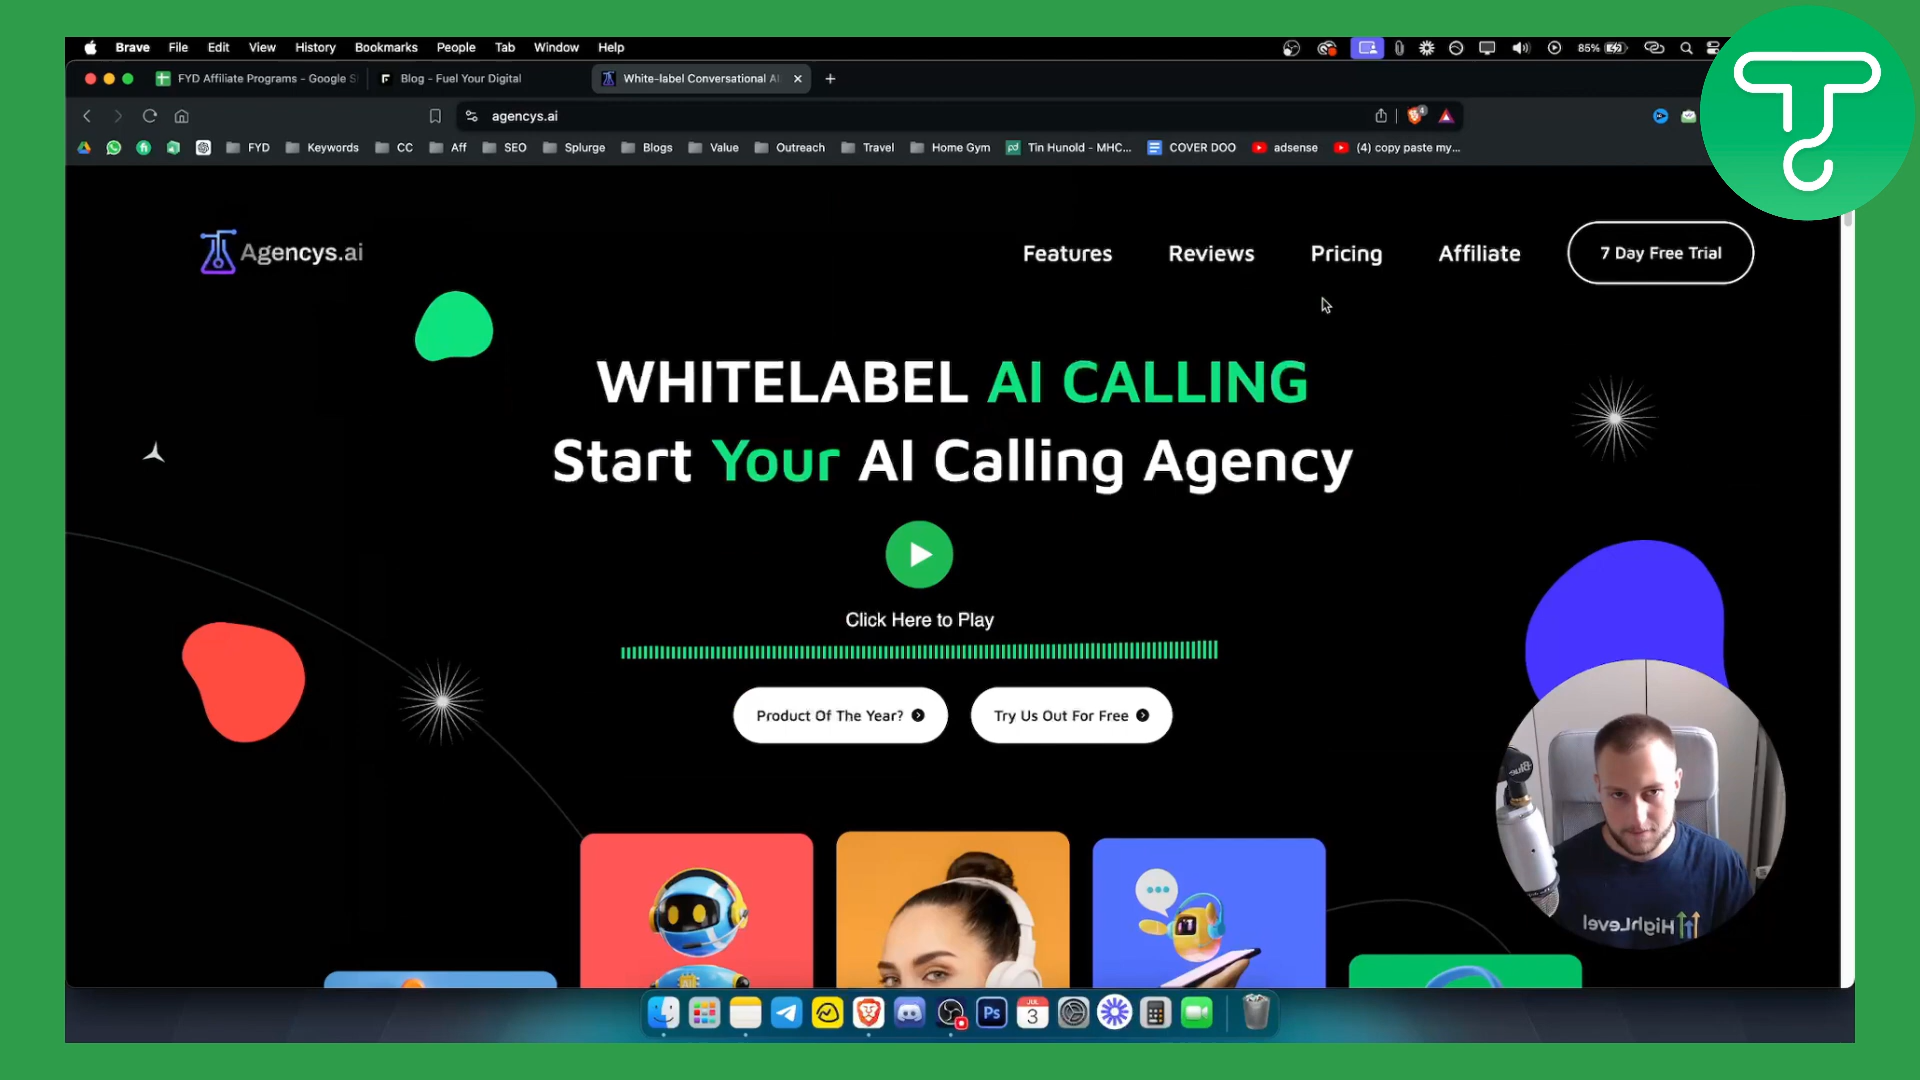 Brave File Edit View History Bookmarks People Tab Window Help 85%
FYD Affiliate Programs - Google S Blog - Fuel Your Digital White-label Conversational AI
agencys.ai
FYD Keywords CC Aff SEO Splurge Blogs Value Outreach Travel Home Gym Tin Hunold - MHC... COVER DOO adsense (4) copy paste my...
Agencys.ai Features Reviews Pricing Affiliate 7 Day Free Trial
WHITELABEL AI CALLING
Start Your AI Calling Agency
Click Here to Play
Product Of The Year? Try Us Out For Free
Blue
HighLevel
Ps JUL 3